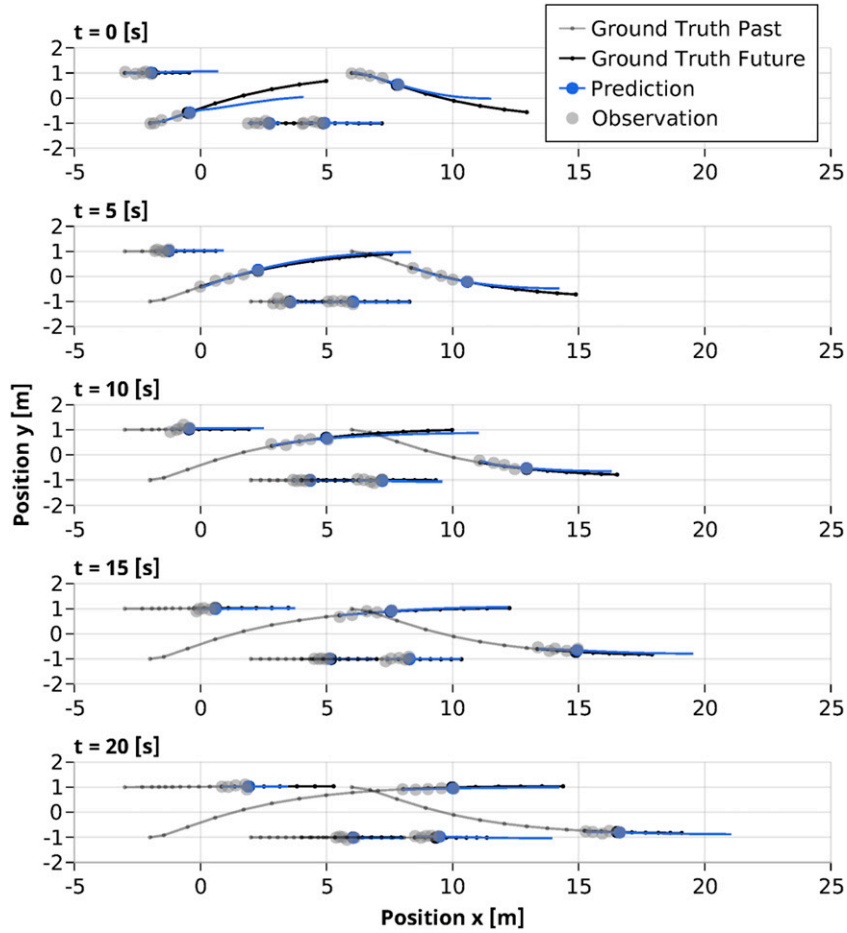 Ground Truth Past
Ground Truth Future
Prediction
Observation
t = 0 [s]
2
1
0
-1
-2
-5 0 5 10 15 20 25
t = 5 [s]
2
1
0
-1
-2
-5 0 5 10 15 20 25
t = 10 [s]
2
1
0
-1
-2
-5 0 5 10 15 20 25
t = 15 [s]
2
1
0
-1
-2
-5 0 5 10 15 20 25
t = 20 [s]
2
1
0
-1
-2
-5 0 5 10 15 20 25
Position y [m]
Position x [m]